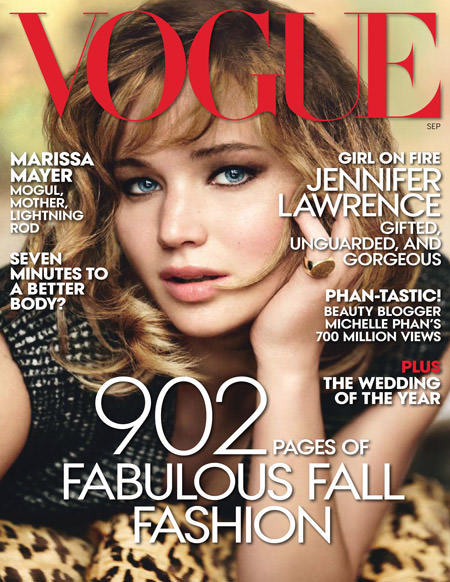 VOGUE
SEP
MARISSA
MAYER
MOGUL,
MOTHER,
LIGHTNING
ROD
SEVEN
MINUTES TO
A BETTER
BODY?
GIRL ON FIRE
JENNIFER
LAWRENCE
GIFTED,
UNGUARDED, AND
GORGEOUS
PHAN-TASTIC!
BEAUTY BLOGGER
MICHELLE PHAN'S
700 MILLION VIEWS
PLUS
THE WEDDING
OF THE YEAR
902 PAGES OF
FABULOUS FALL
FASHION